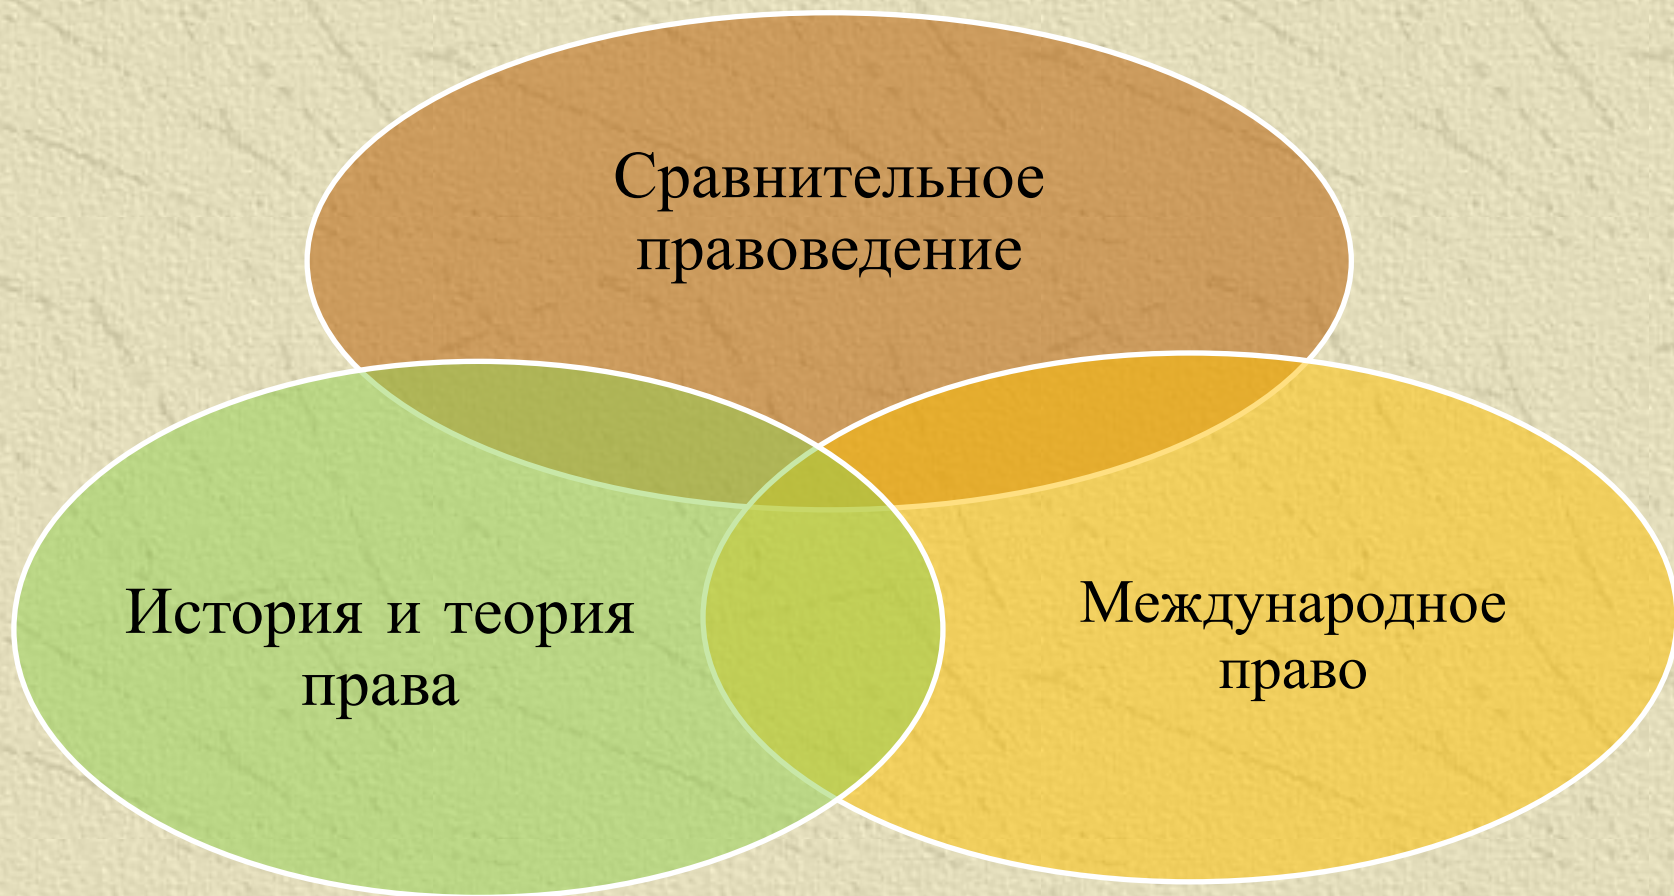 Сравнительное
правоведение
История и теория
права
Международное
право